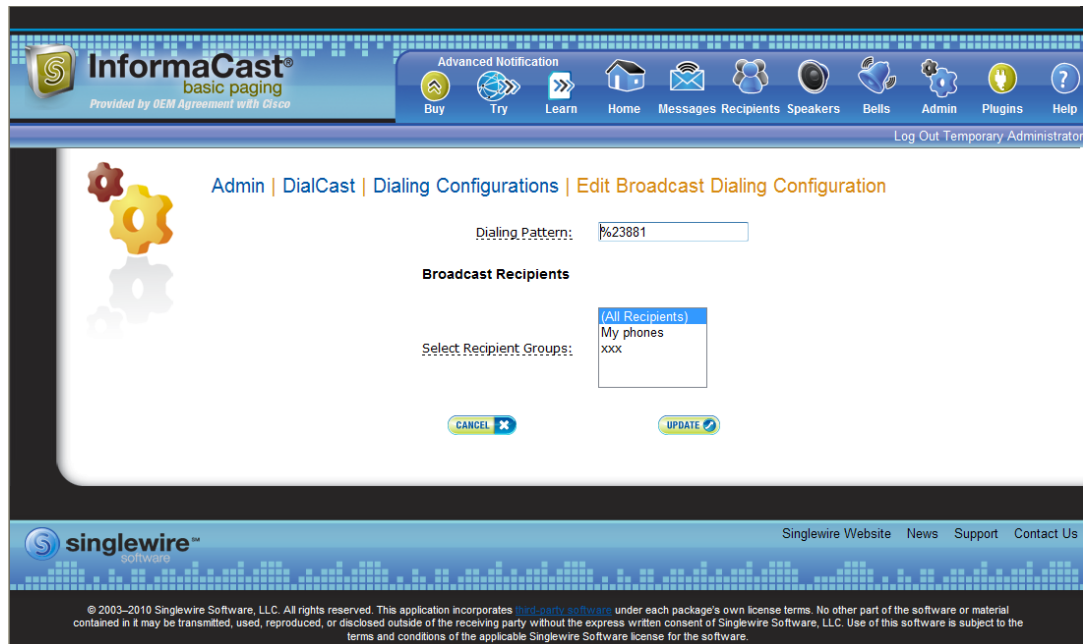 InformaCast®
basic paging
Provided by OEM Agreement with Cisco
Advanced Notification
Buy Try Learn Home Messages Recipients Speakers Bells Admin Plugins Help
Log Out Temporary Administrator
Admin | DialCast | Dialing Configurations | Edit Broadcast Dialing Configuration
Dialing Pattern: %23881
Broadcast Recipients
Select Recipient Groups:
(All Recipients)
My phones
xxx
CANCEL UPDATE
singlewire℠
software
Singlewire Website News Support Contact Us
© 2003–2010 Singlewire Software, LLC. All rights reserved. This application incorporates third-party software under each package's own license terms. No other part of the software or material
contained in it may be transmitted, used, reproduced, or disclosed outside of the receiving party without the express written consent of Singlewire Software, LLC. Use of this software is subject to the
terms and conditions of the applicable Singlewire Software license for the software.